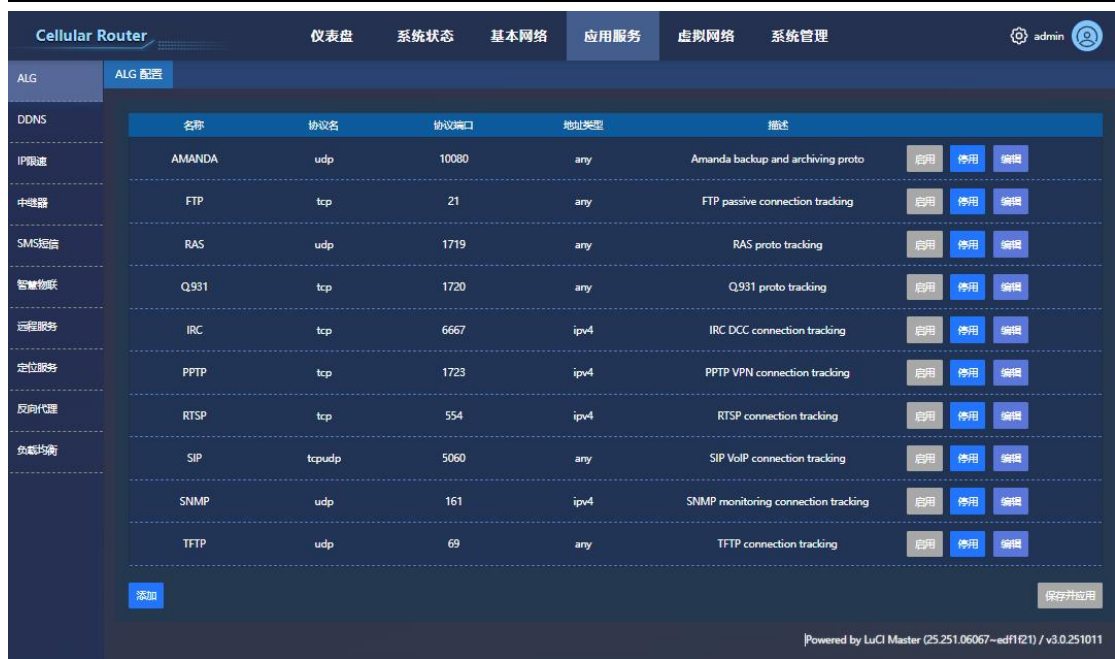 Cellular Router 仪表盘 系统状态 基本网络 应用服务 虚拟网络 系统管理 admin
ALG
DDNS
IP限速
中继器
SMS短信
智慧物联
远程服务
定位服务
反向代理
负载均衡
ALG 配置
名称 协议名 协议端口 地址类型 描述
AMANDA udp 10080 any Amanda backup and archiving proto 启用 停用 编辑
FTP tcp 21 any FTP passive connection tracking 启用 停用 编辑
RAS udp 1719 any RAS proto tracking 启用 停用 编辑
Q.931 tcp 1720 any Q.931 proto tracking 启用 停用 编辑
IRC tcp 6667 ipv4 IRC DCC connection tracking 启用 停用 编辑
PPTP tcp 1723 ipv4 PPTP VPN connection tracking 启用 停用 编辑
RTSP tcp 554 ipv4 RTSP connection tracking 启用 停用 编辑
SIP tcpudp 5060 any SIP VoIP connection tracking 启用 停用 编辑
SNMP udp 161 ipv4 SNMP monitoring connection tracking 启用 停用 编辑
TFTP udp 69 any TFTP connection tracking 启用 停用 编辑
添加 保存并应用
Powered by LuCI Master (25.251.06067~edf1f21) / v3.0.251011